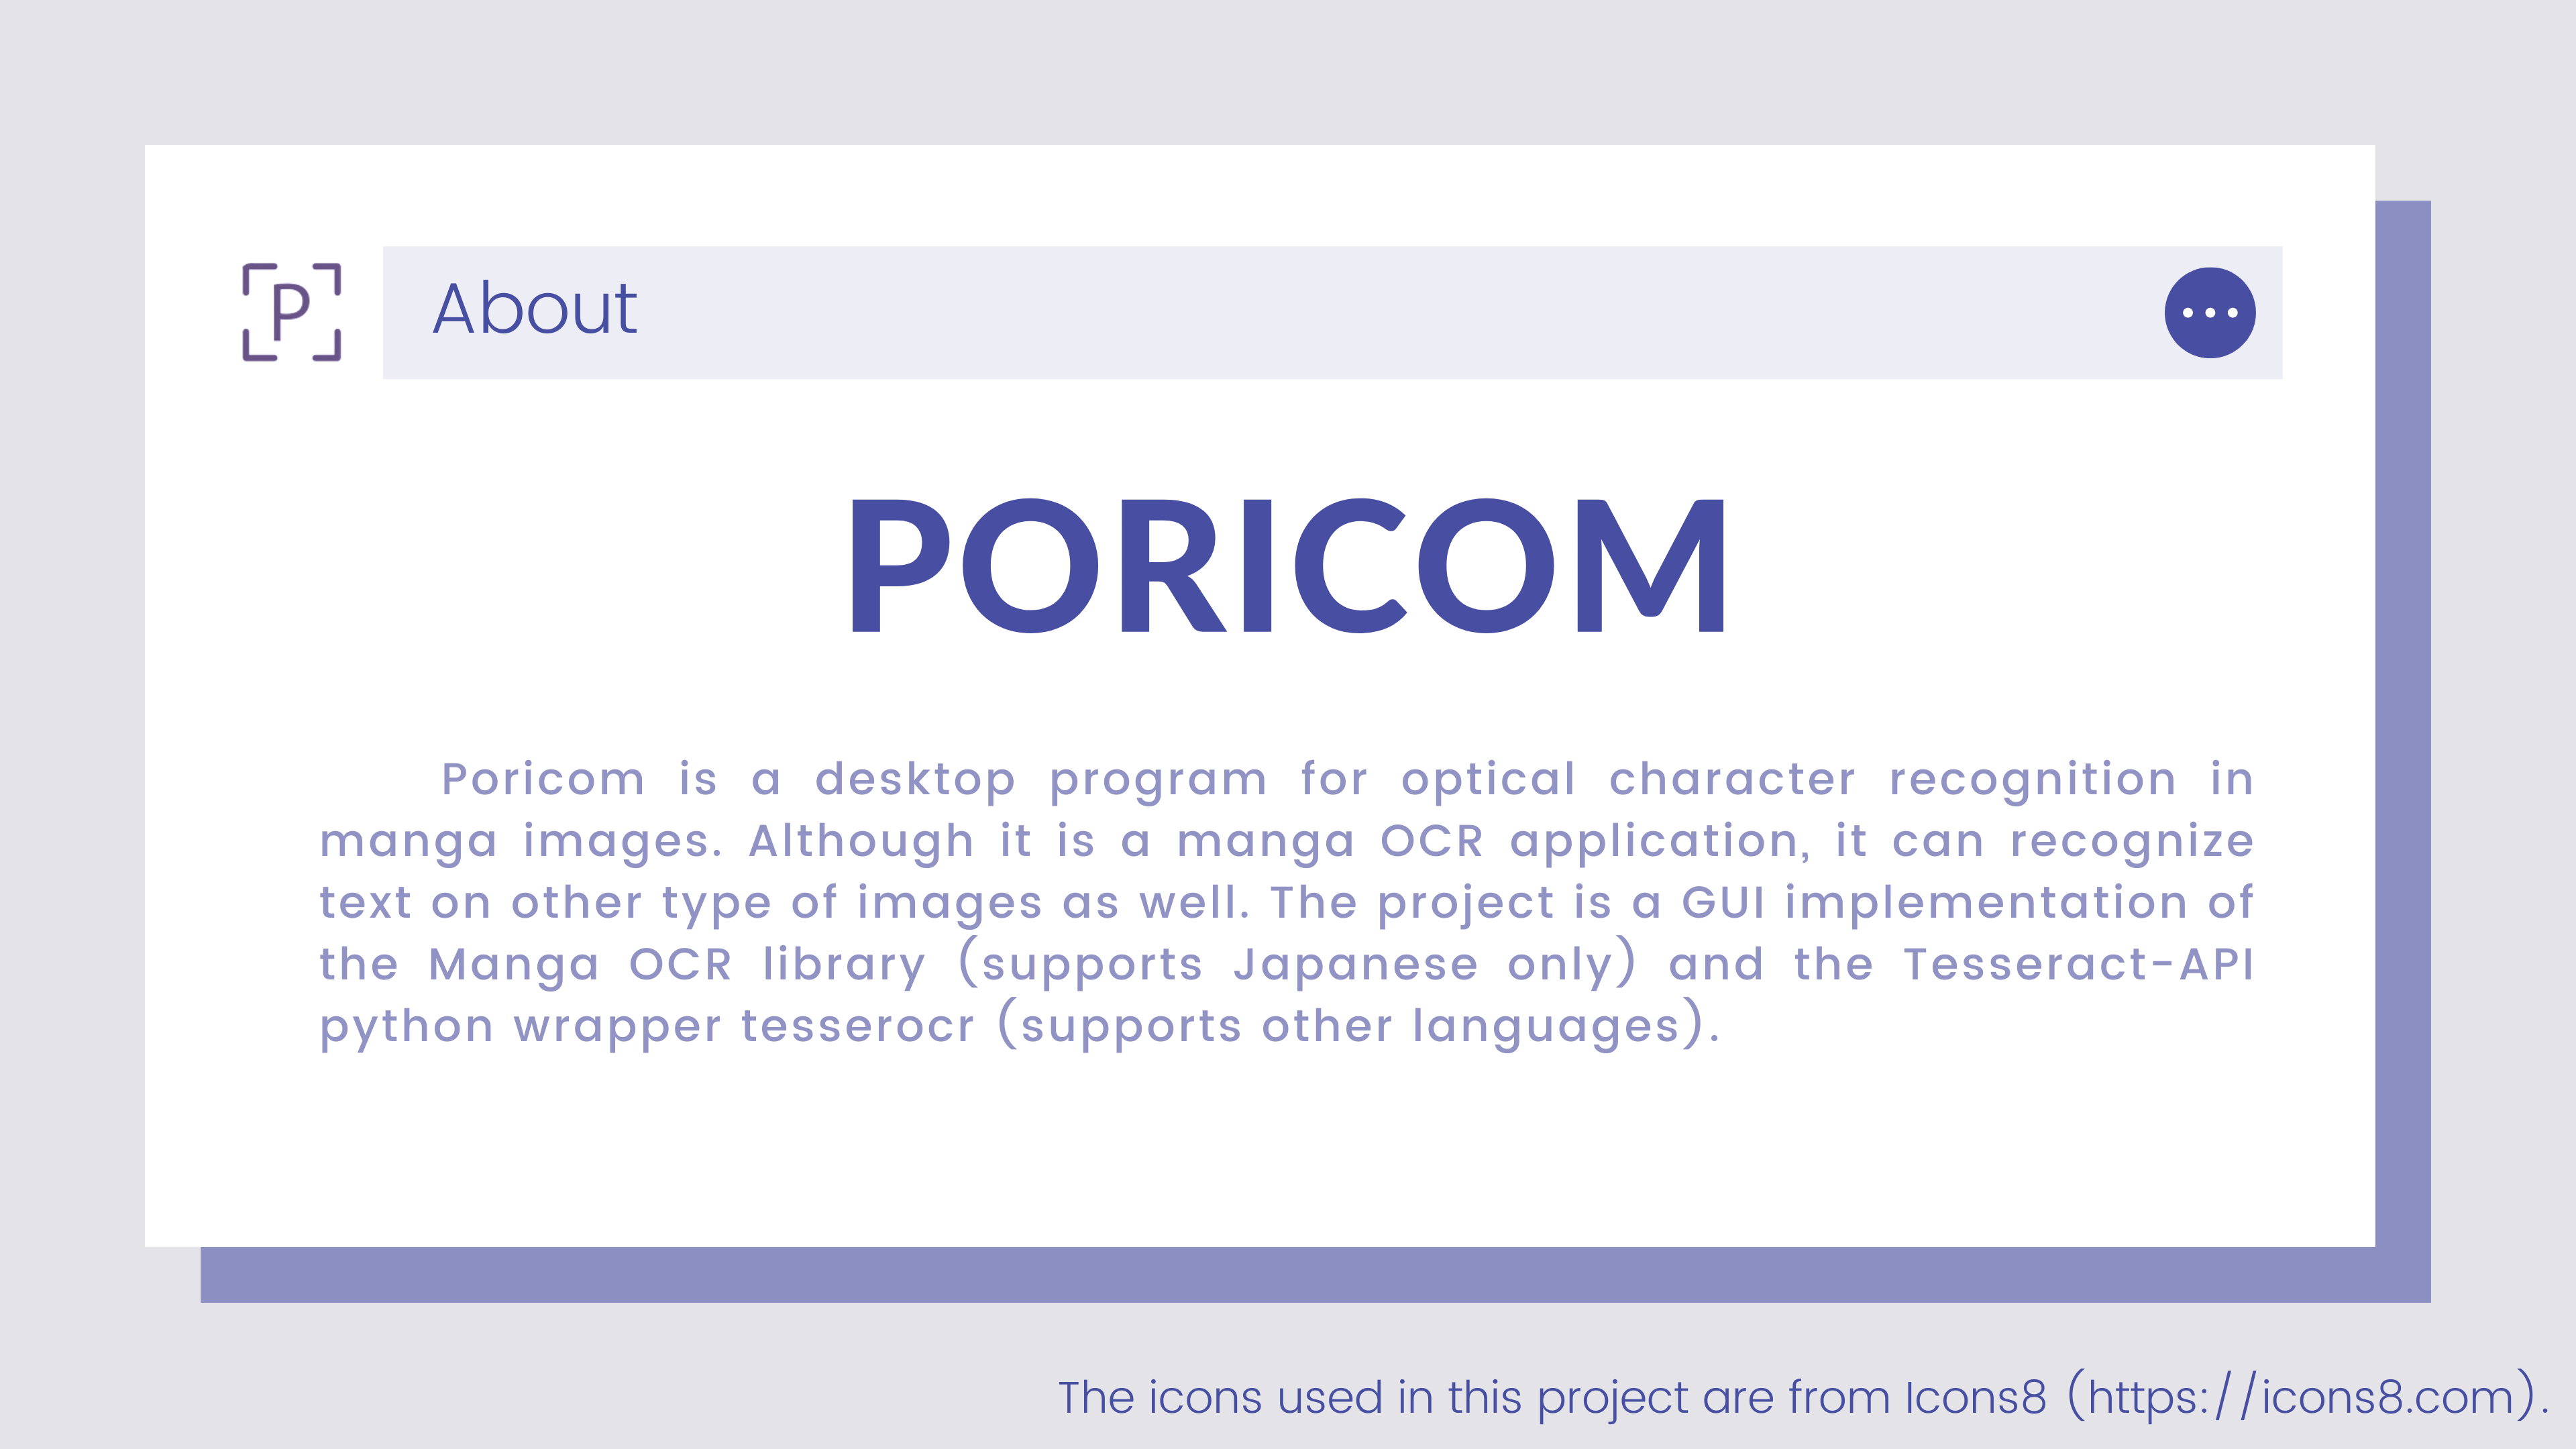 P
About
PORICOM
Poricom is a desktop program for optical character recognition in
manga images. Although it is a manga OCR application, it can recognize
text on other type of images as well. The project is a GUI implementation of
the Manga OCR library (supports Japanese only) and the Tesseract-API
python wrapper tesserocr (supports other languages).
The icons used in this project are from Icons8 (https://icons8.com).